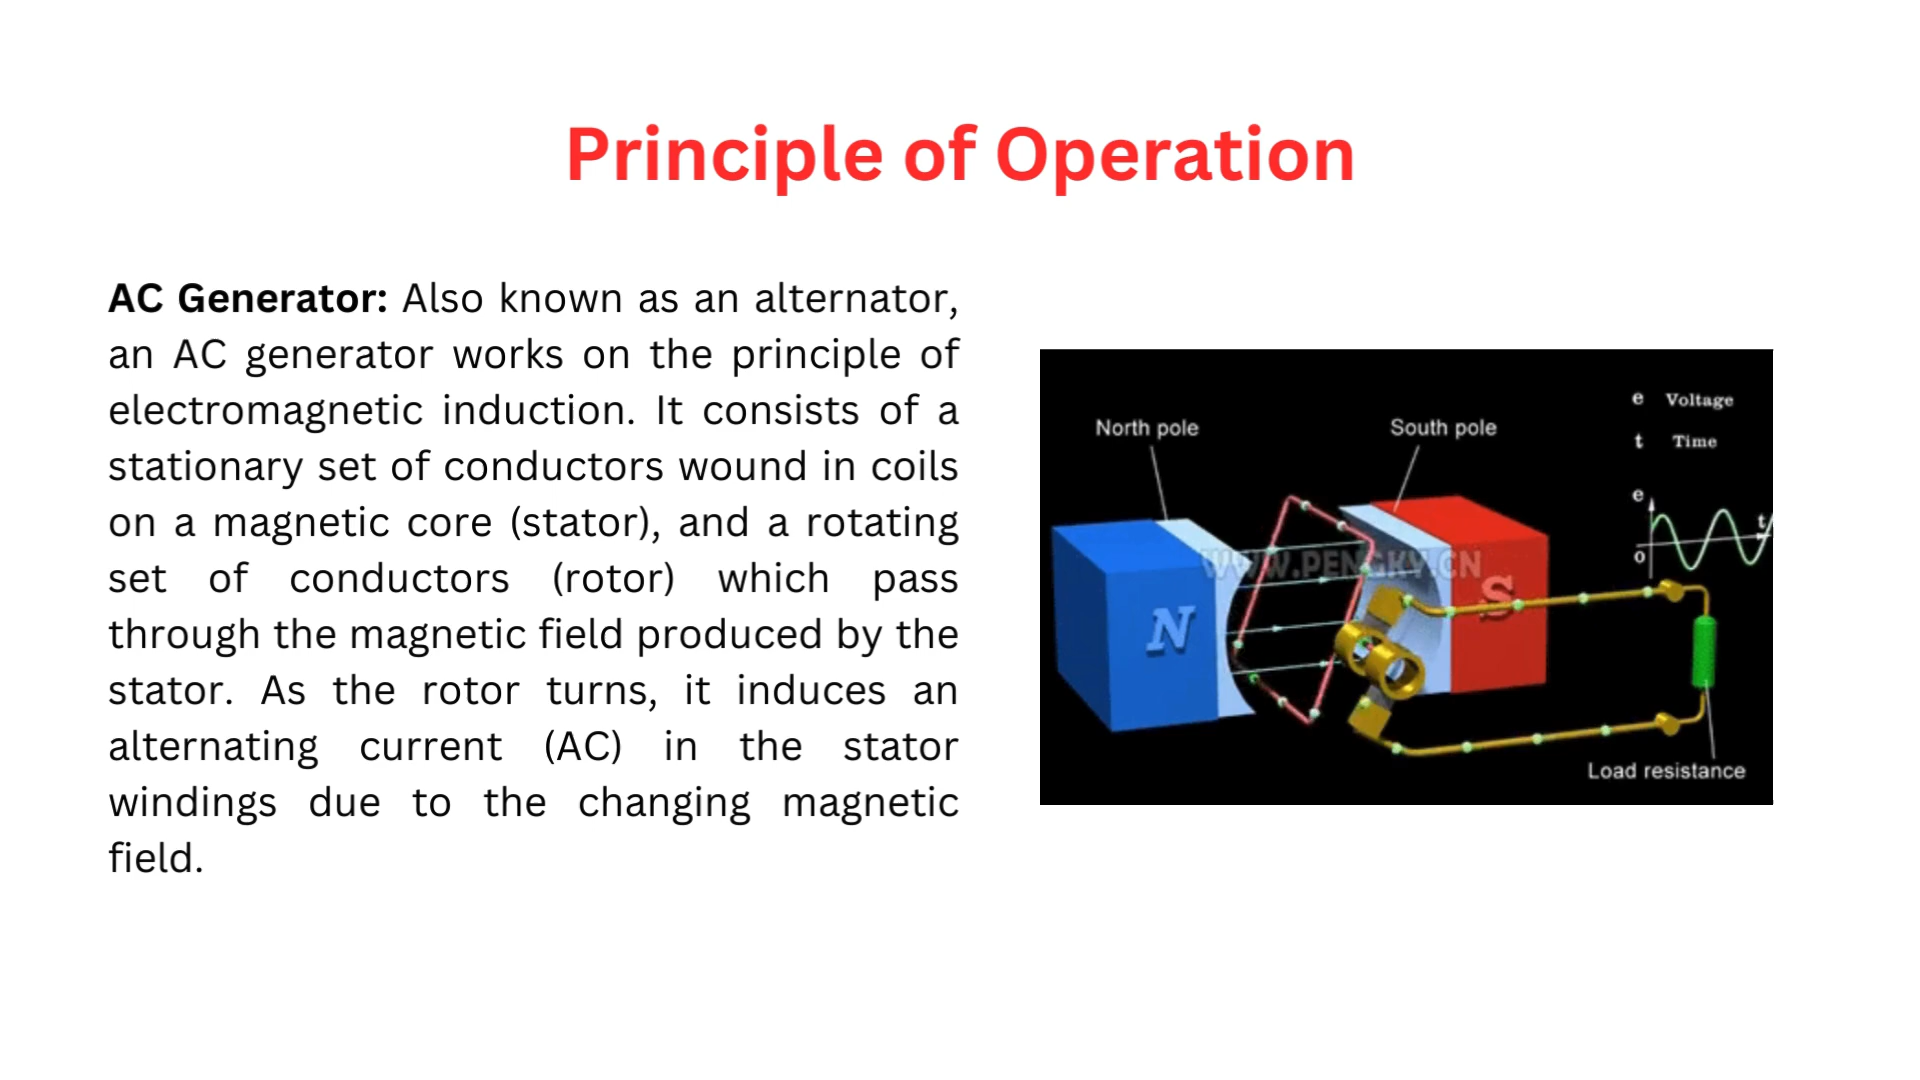 Principle of Operation
AC Generator: Also known as an alternator,
an AC generator works on the principle of
electromagnetic induction. It consists of a
stationary set of conductors wound in coils
on a magnetic core (stator), and a rotating
set of conductors (rotor) which pass
through the magnetic field produced by the
stator. As the rotor turns, it induces an
alternating current (AC) in the stator
windings due to the changing magnetic
field.
e Voltage
North pole
South pole
t Time
e
t
WWW.PENGKY.CN
0
N
S
Load resistance